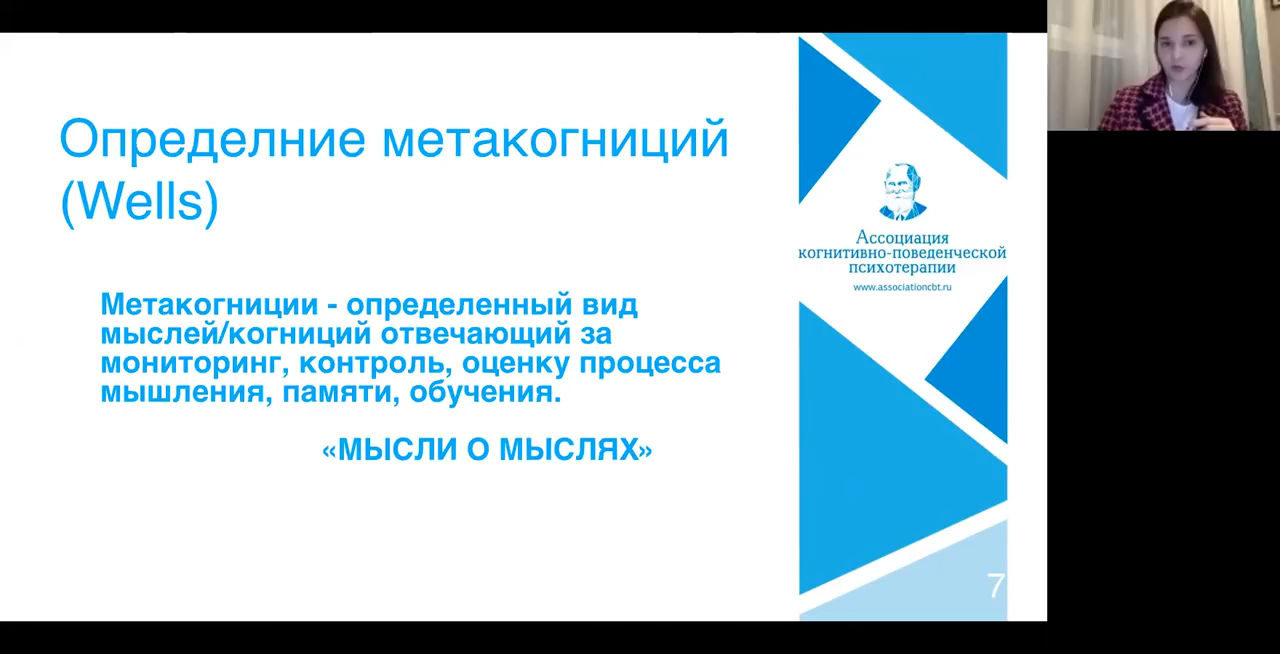 Определние метакогниций
(Wells)
Метакогниции - определенный вид
мыслей/когниций отвечающий за
мониторинг, контроль, оценку процесса
мышления, памяти, обучения.
«МЫСЛИ О МЫСЛЯХ»
Ассоциация
когнитивно-поведенческой
психотерапии
www.associationcbt.ru
7